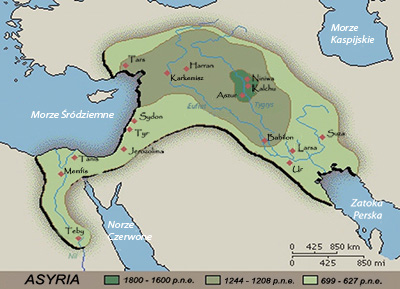 Morze
Kaspijskie
Tars
Harran
Karkemisz
Niniwa
Kalchu
Aszur
Eufrat
Tygrys
Morze Śródziemne
Sydon
Tyr
Jerozolima
Babilon
Suza
Larsa
Ur
Tanis
Memfis
Teby
Nil
Norze
Czerwone
Zatoka
Perska
0 425 850 km
0 425 850 mi
ASYRIA 1800 - 1600 p.n.e. 1244 - 1208 p.n.e. 699 - 627 p.n.e.